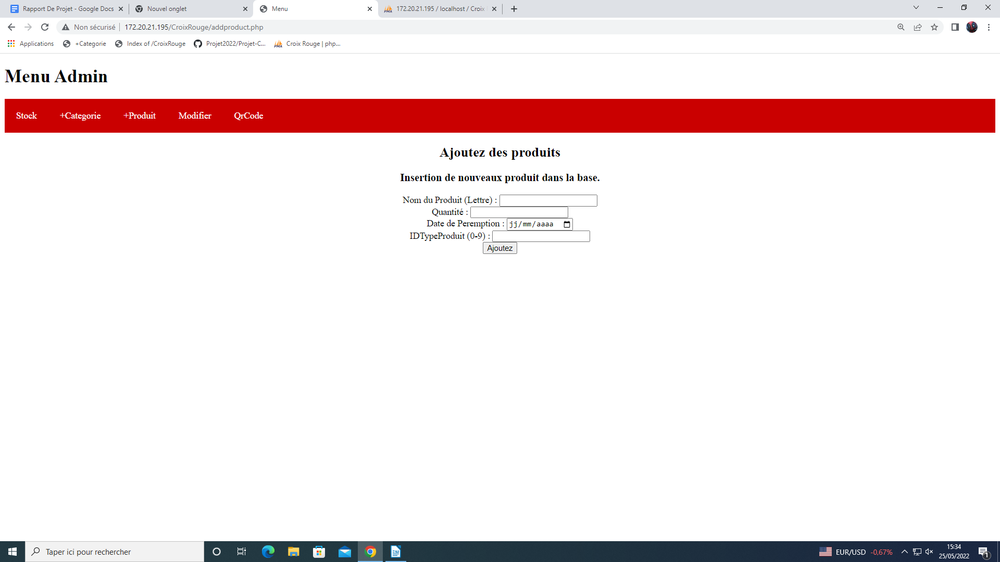 Rapport De Projet - Google Docs
Nouvel onglet
Menu
172.20.21.195 / localhost / Croix
Non sécurisé
172.20.21.195/CroixRouge/addproduct.php
Applications
+Categorie
Index of /CroixRouge
Projet2022/Projet-C...
PMA
Croix Rouge | php...
Menu Admin
Stock +Categorie +Produit Modifier QrCode
Ajoutez des produits
Insertion de nouveaux produit dans la base.
Nom du Produit (Lettre) :
Quantité :
Date de Peremption : jj/mm/aaaa
IDTypeProduit (0-9) :
Ajoutez
Taper ici pour rechercher
EUR/USD -0,67%
15:34
25/05/2022
1